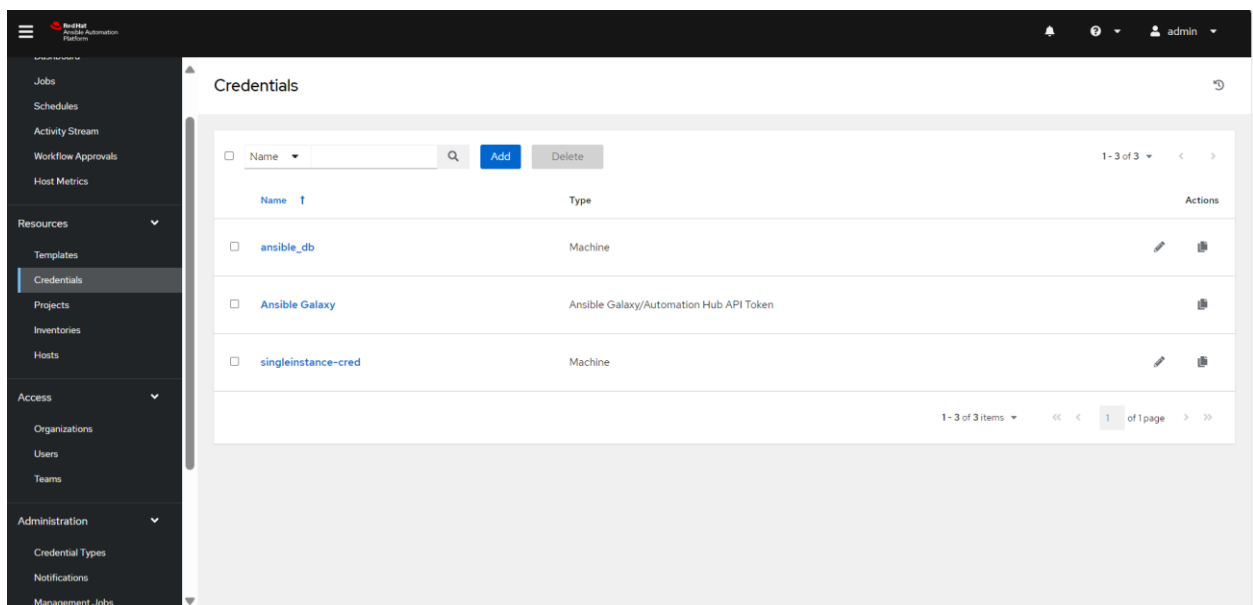 RedHat
Ansible Automation
Platform
admin
Dashboard
Jobs
Schedules
Activity Stream
Workflow Approvals
Host Metrics
Resources
Templates
Credentials
Projects
Inventories
Hosts
Access
Organizations
Users
Teams
Administration
Credential Types
Notifications
Management Jobs
Credentials
Name Add Delete 1 - 3 of 3
Name Type Actions
ansible_db Machine
Ansible Galaxy Ansible Galaxy/Automation Hub API Token
singleinstance-cred Machine
1 - 3 of 3 items 1 of 1 page